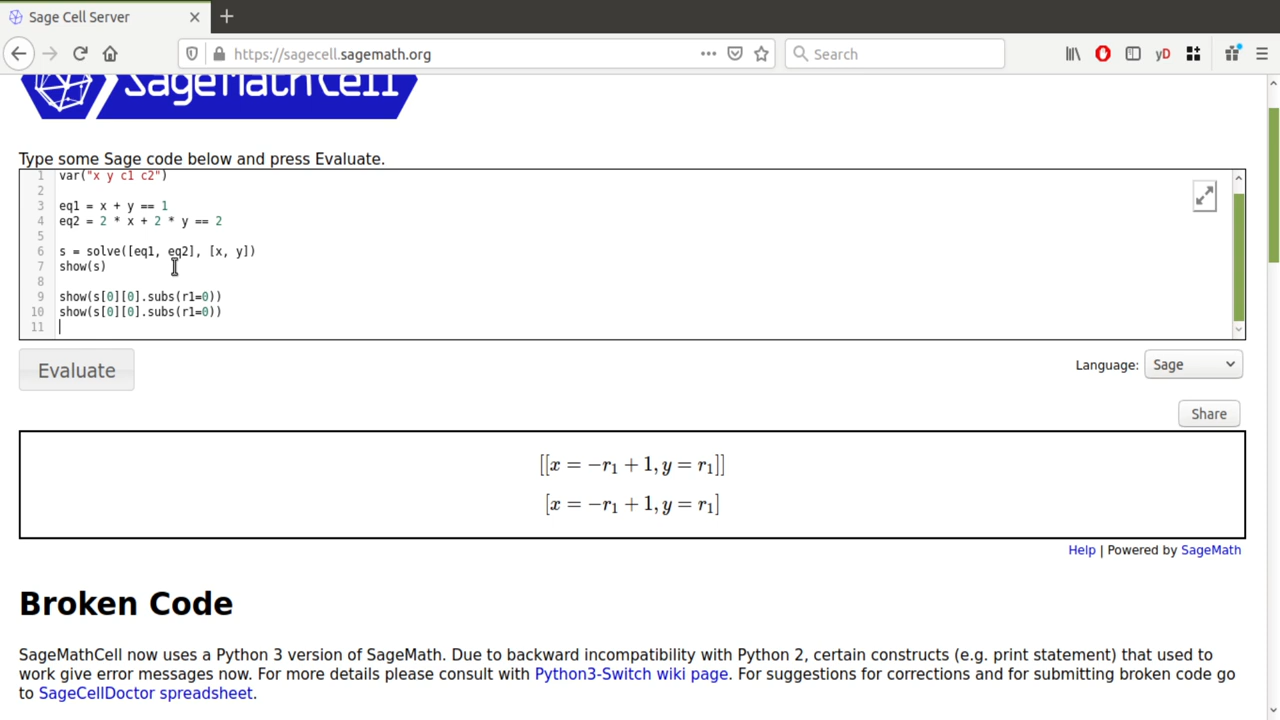 Sage Cell Server
https://sagecell.sagemath.org
Search
yD
SageMathCell
Type some Sage code below and press Evaluate.
1 var("x y c1 c2")
2
3 eq1 = x + y == 1
4 eq2 = 2 * x + 2 * y == 2
5
6 s = solve([eq1, eq2], [x, y])
7 show(s)
8
9 show(s[0][0].subs(r1=0))
10 show(s[0][0].subs(r1=0))
11
Evaluate
Language: Sage
Share
[[x = −r₁ + 1, y = r₁]]
[x = −r₁ + 1, y = r₁]
Help | Powered by SageMath
Broken Code
SageMathCell now uses a Python 3 version of SageMath. Due to backward incompatibility with Python 2, certain constructs (e.g. print statement) that used to
work give error messages now. For more details please consult with Python3-Switch wiki page. For suggestions for corrections and for submitting broken code go
to SageCellDoctor spreadsheet.